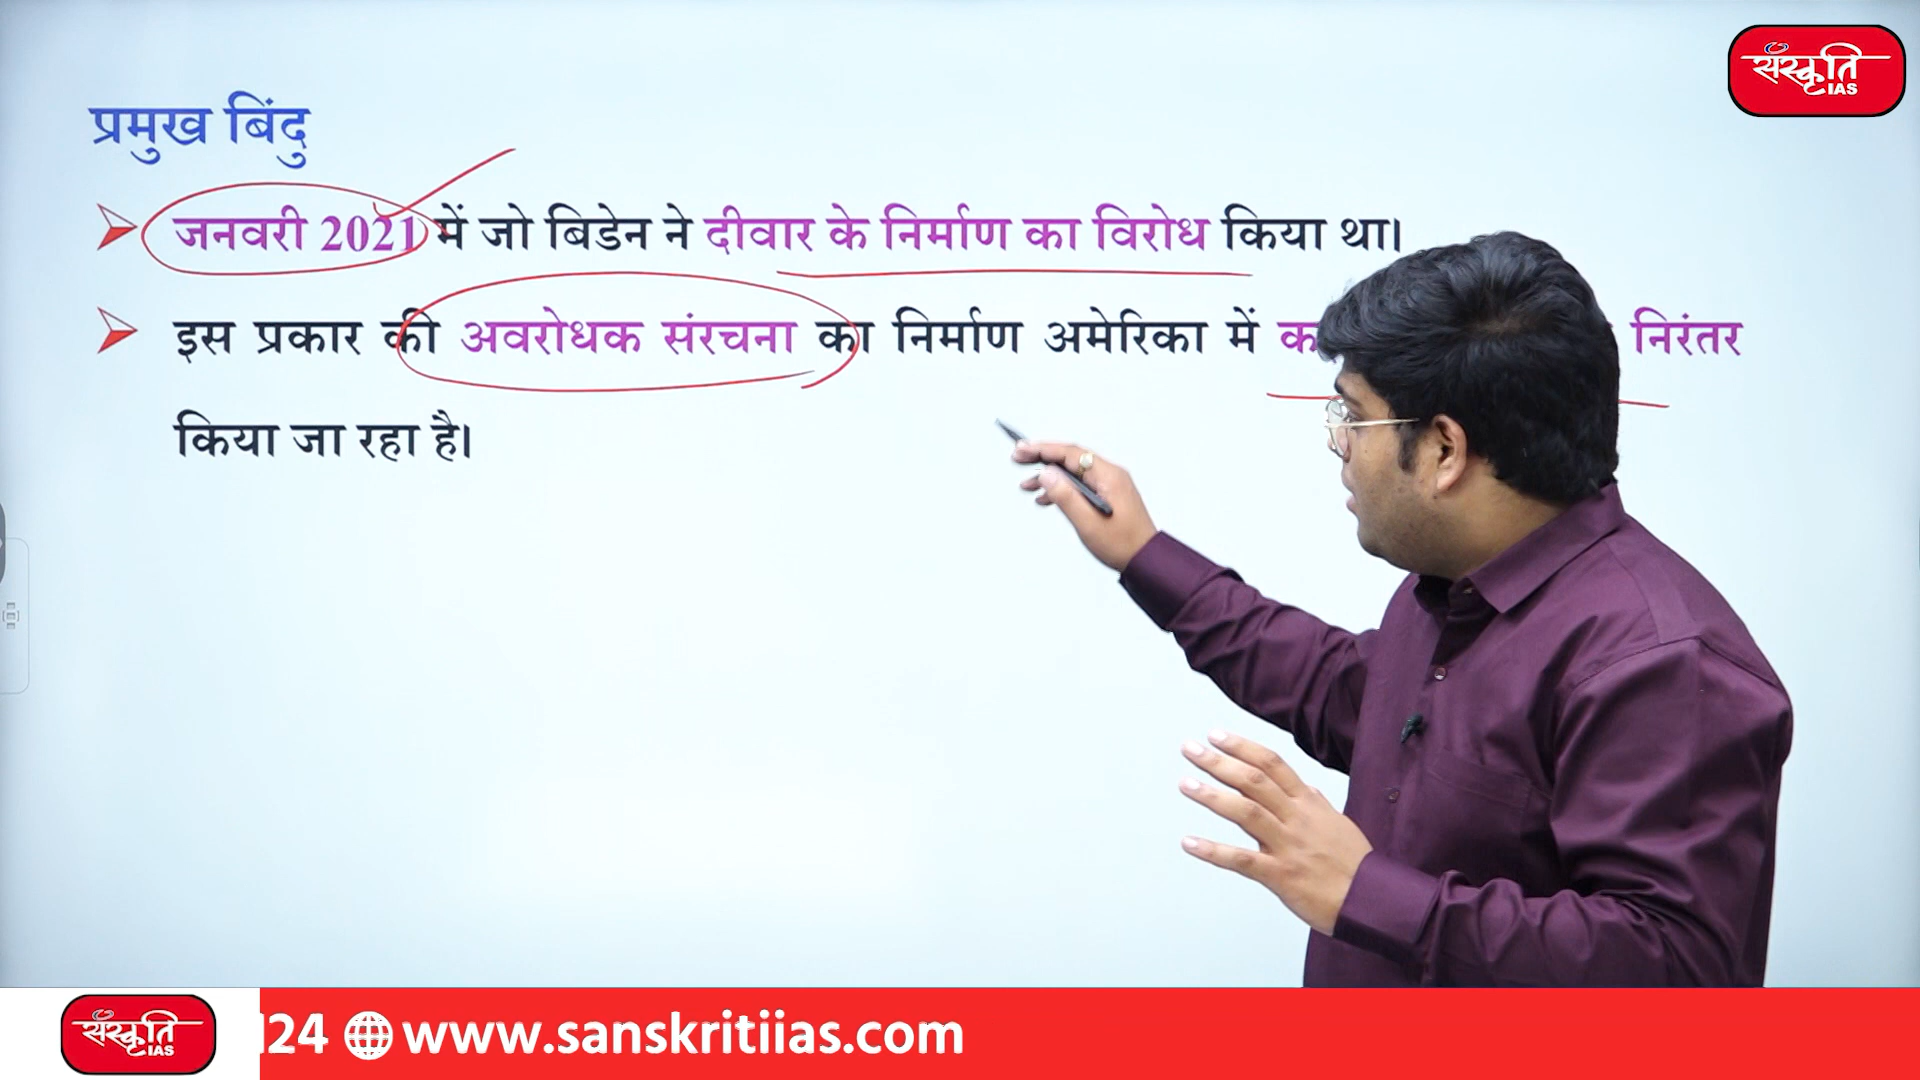 संस्कृति
IAS
प्रमुख बिंदु
जनवरी 2021 में जो बिडेन ने दीवार के निर्माण का विरोध किया था।
इस प्रकार की अवरोधक संरचना का निर्माण अमेरिका में निरंतर
किया जा रहा है।
संस्कृति
IAS
24 www.sanskritiias.com